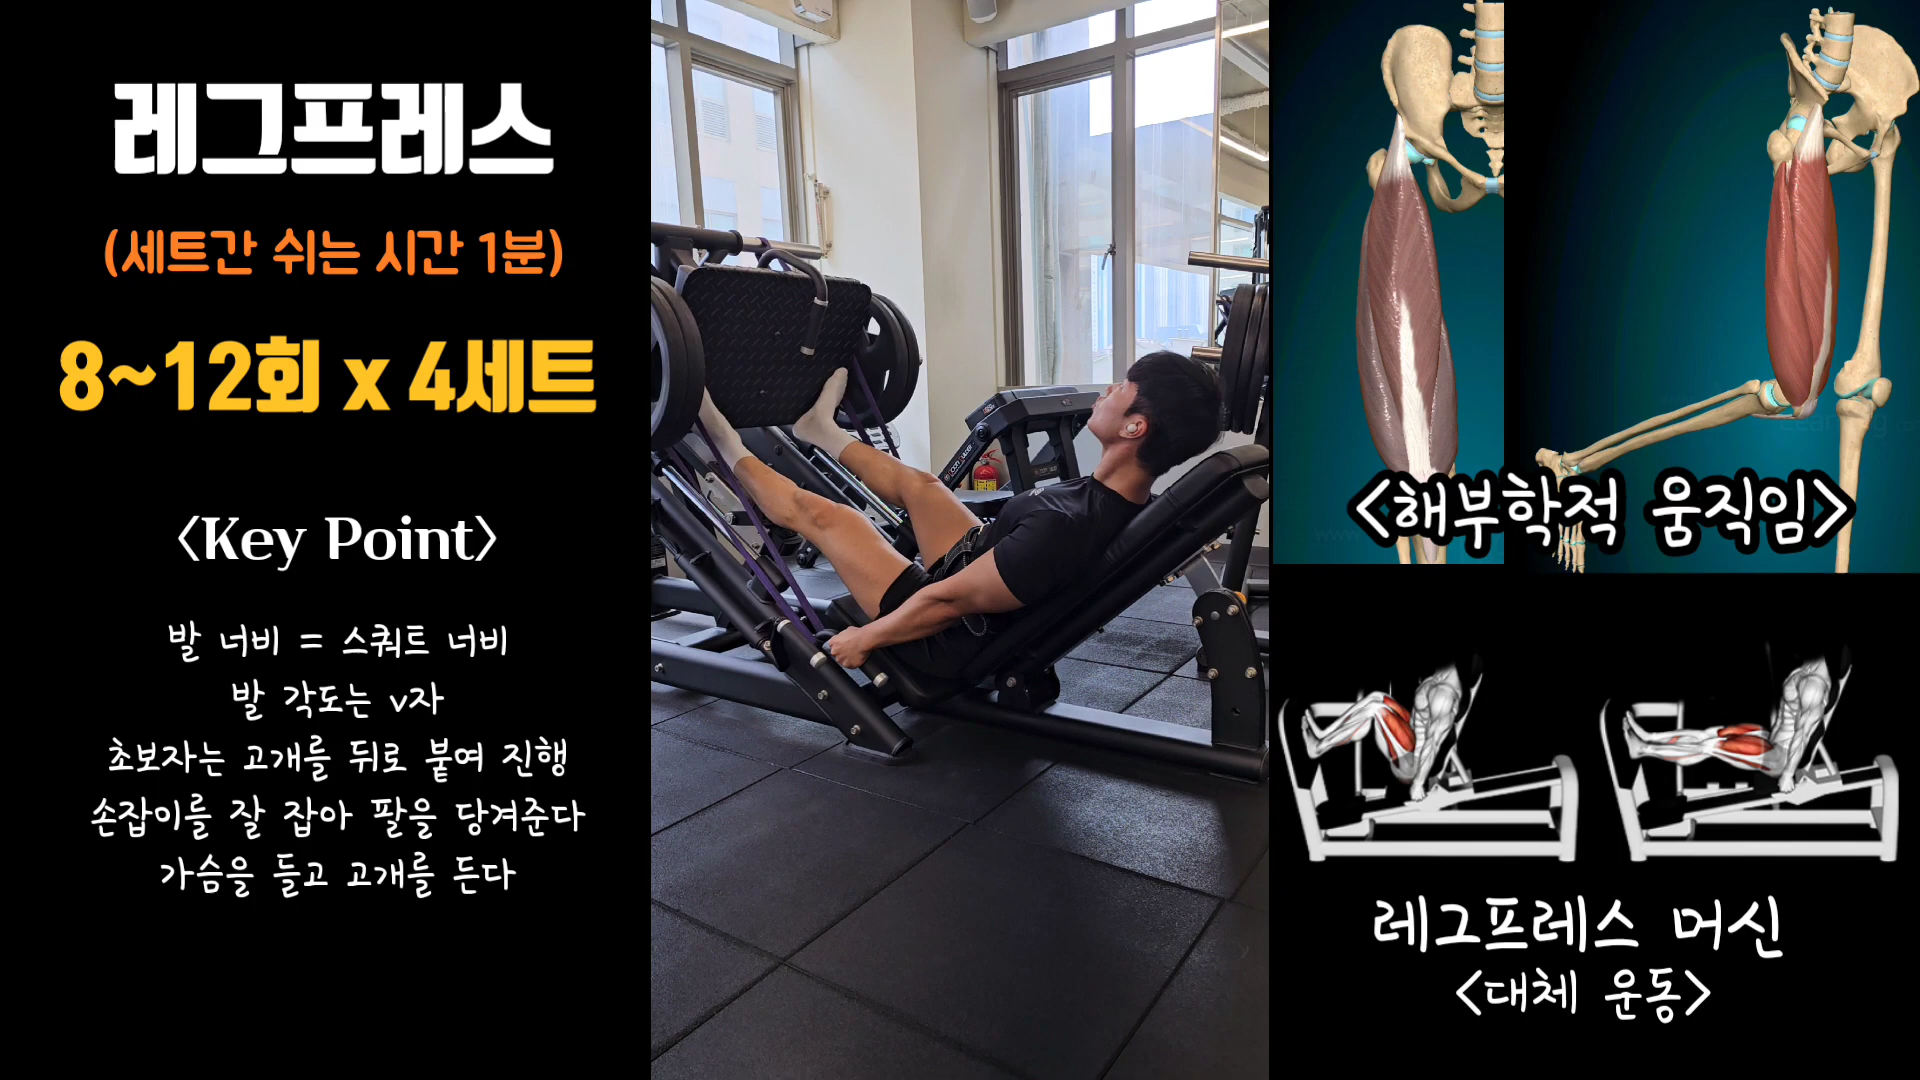 레그프레스
(세트간 쉬는 시간 1분)
8~12회 x 4세트
<Key Point>
발 너비 = 스쿼트 너비
발 각도는 v자
초보자는 고개를 뒤로 붙여 진행
손잡이를 잘 잡아 팔을 당겨준다
가슴을 들고 고개를 든다
<해부학적 움직임>
레그프레스 머신
<대체 운동>